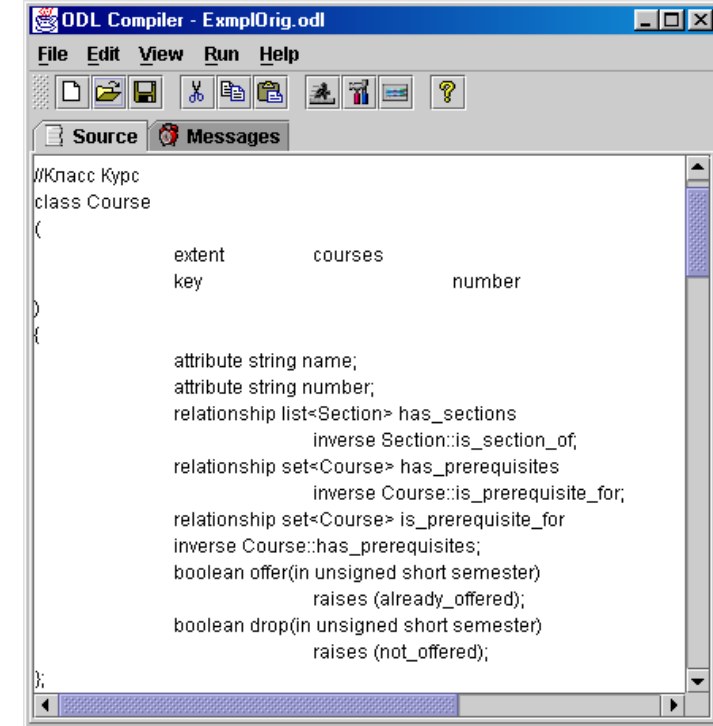 ODL Compiler - ExmplOrig.odl
File Edit View Run Help
Source Messages
//Класс Курс
class Course
(
extent courses
key number
)
{
attribute string name;
attribute string number;
relationship list<Section> has_sections
inverse Section::is_section_of;
relationship set<Course> has_prerequisites
inverse Course::is_prerequisite_for;
relationship set<Course> is_prerequisite_for
inverse Course::has_prerequisites;
boolean offer(in unsigned short semester)
raises (already_offered);
boolean drop(in unsigned short semester)
raises (not_offered);
};